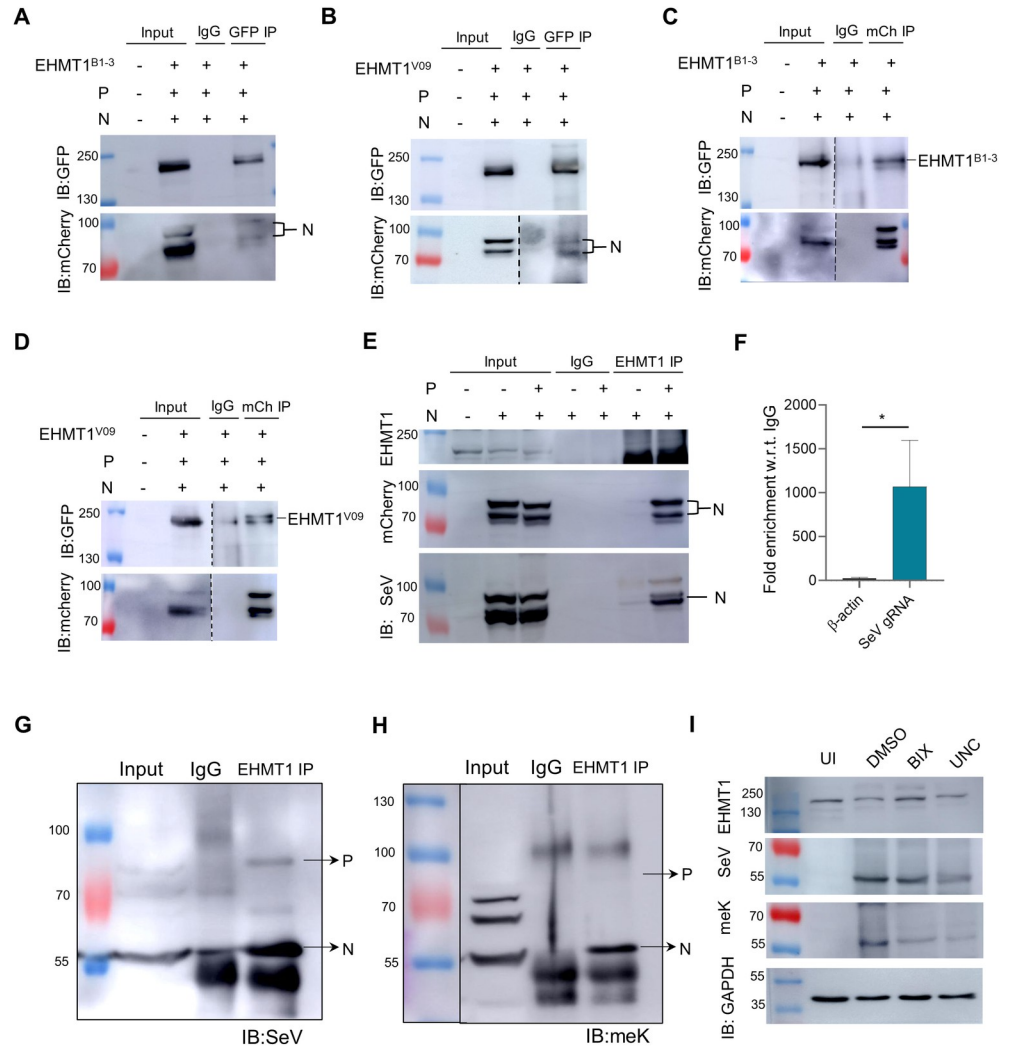 A
Input IgG GFP IP
EHMT1B1-3 - + + +
P - + + +
N - + + +
IB:GFP
250
130
IB:mCherry
100
70
N
B
Input IgG GFP IP
EHMT1V09 - + + +
P - + + +
N - + + +
IB:GFP
250
130
IB:mCherry
100
70
N
C
Input IgG mCh IP
EHMT1B1-3 - + + +
P - + + +
N - + + +
IB:GFP
250
130
EHMT1B1-3
IB:mCherry
100
70
D
Input IgG mCh IP
EHMT1V09 - + + +
P - + + +
N - + + +
IB:GFP
250
130
EHMT1V09
IB:mcherry
100
70
E
Input IgG EHMT1 IP
P - - + - + - +
N - + + + + + +
EHMT1
250
mCherry
100
70
N
IB: SeV
100
70
N
F
Fold enrichment w.r.t. IgG
2000
1500
1000
500
0
*
β-actin
SeV gRNA
G
Input IgG EHMT1 IP
100
70
55
P
N
IB:SeV
H
Input IgG EHMT1 IP
130
100
70
55
P
N
IB:meK
I
UI DMSO BIX UNC
EHMT1
250
130
SeV
70
55
meK
70
55
IB: GAPDH
55
35